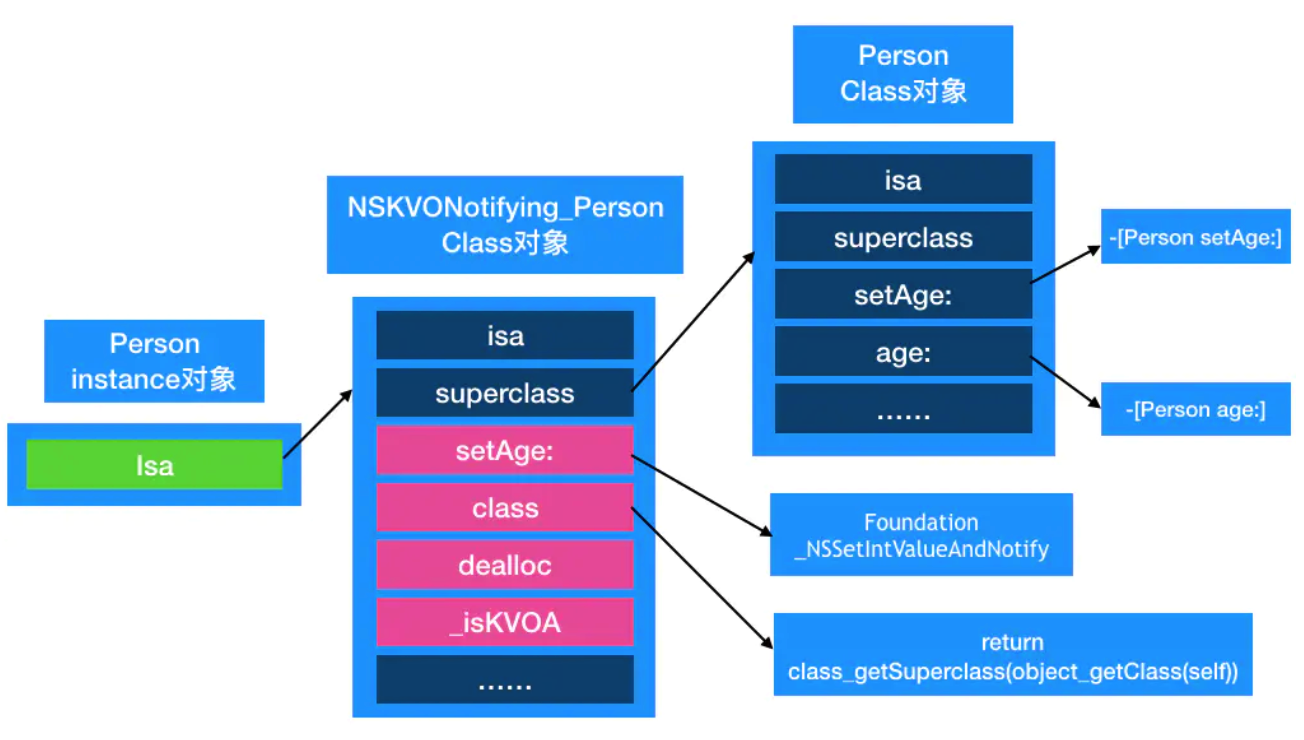 Person
instance对象
Isa
NSKVONotifying_Person
Class对象
isa
superclass
setAge:
class
dealloc
_isKVOA
......
Person
Class对象
isa
superclass
setAge:
age:
......
-[Person setAge:]
-[Person age:]
Foundation
_NSSetIntValueAndNotify
return
class_getSuperclass(object_getClass(self))